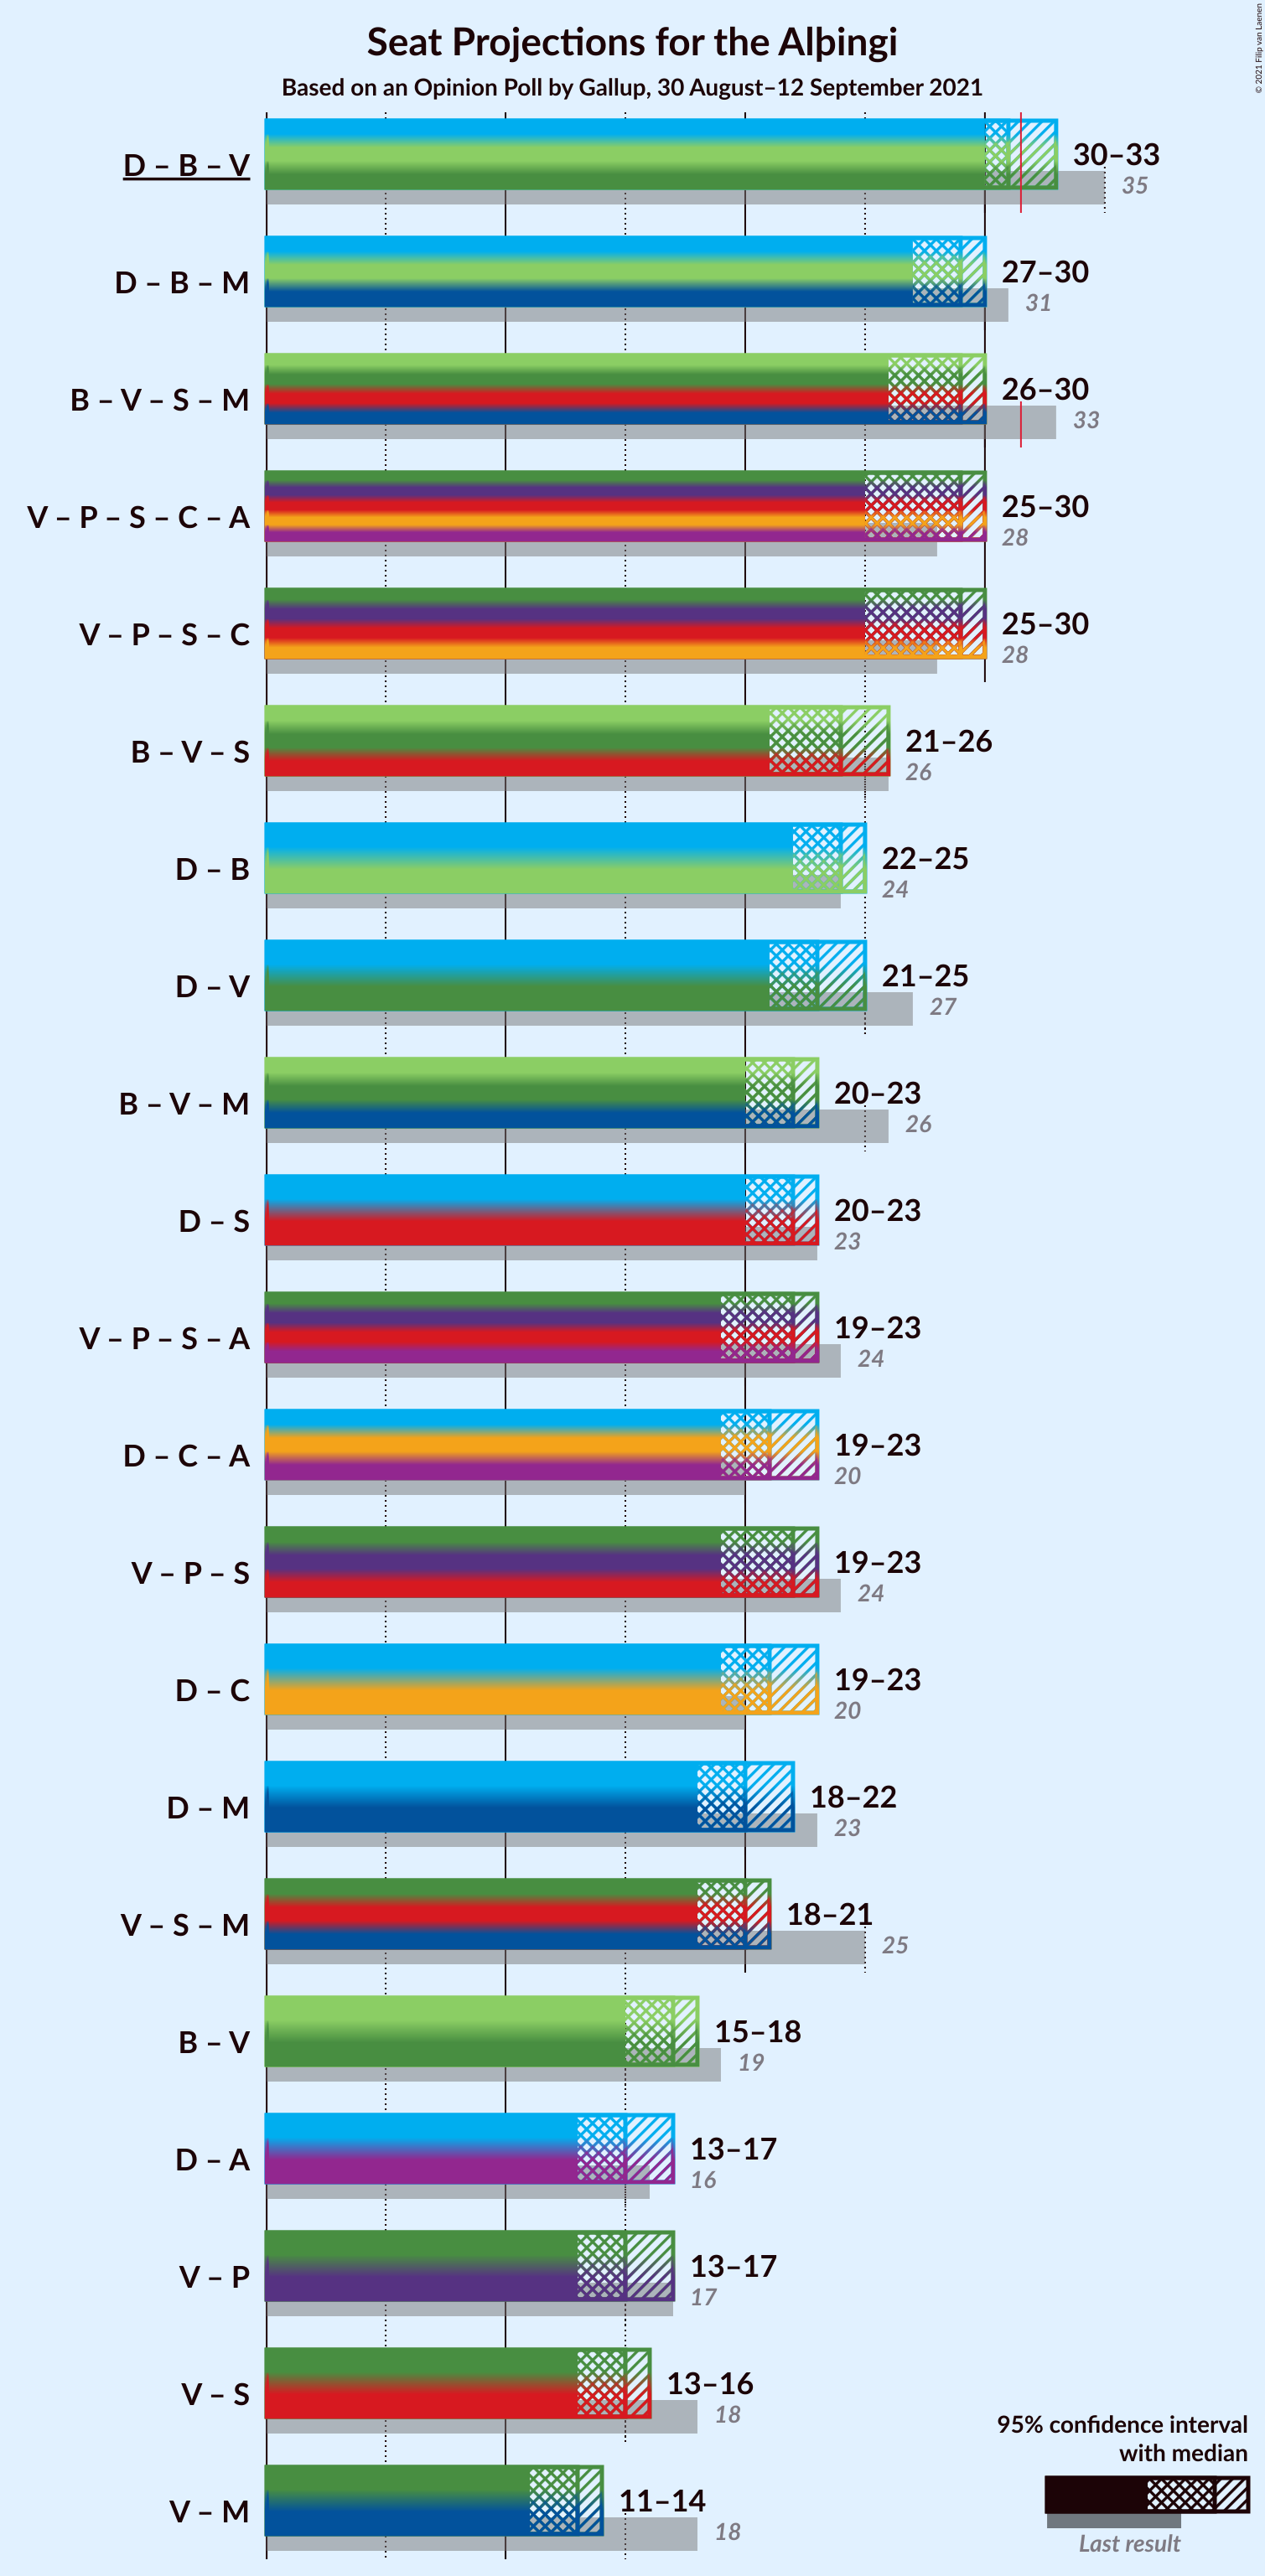 Seat Projections for the Alþingi
Based on an Opinion Poll by Gallup, 30 August–12 September 2021
© 2021 Filip van Laenen
D – B – V
30–33
35
D – B – M
27–30
31
B – V – S – M
26–30
33
V – P – S – C – A
25–30
28
V – P – S – C
25–30
28
B – V – S
21–26
26
D – B
22–25
24
D – V
21–25
27
B – V – M
20–23
26
D – S
20–23
23
V – P – S – A
19–23
24
D – C – A
19–23
20
V – P – S
19–23
24
D – C
19–23
20
D – M
18–22
23
V – S – M
18–21
25
B – V
15–18
19
D – A
13–17
16
V – P
13–17
17
V – S
13–16
18
V – M
11–14
18
95% confidence interval
with median
Last result